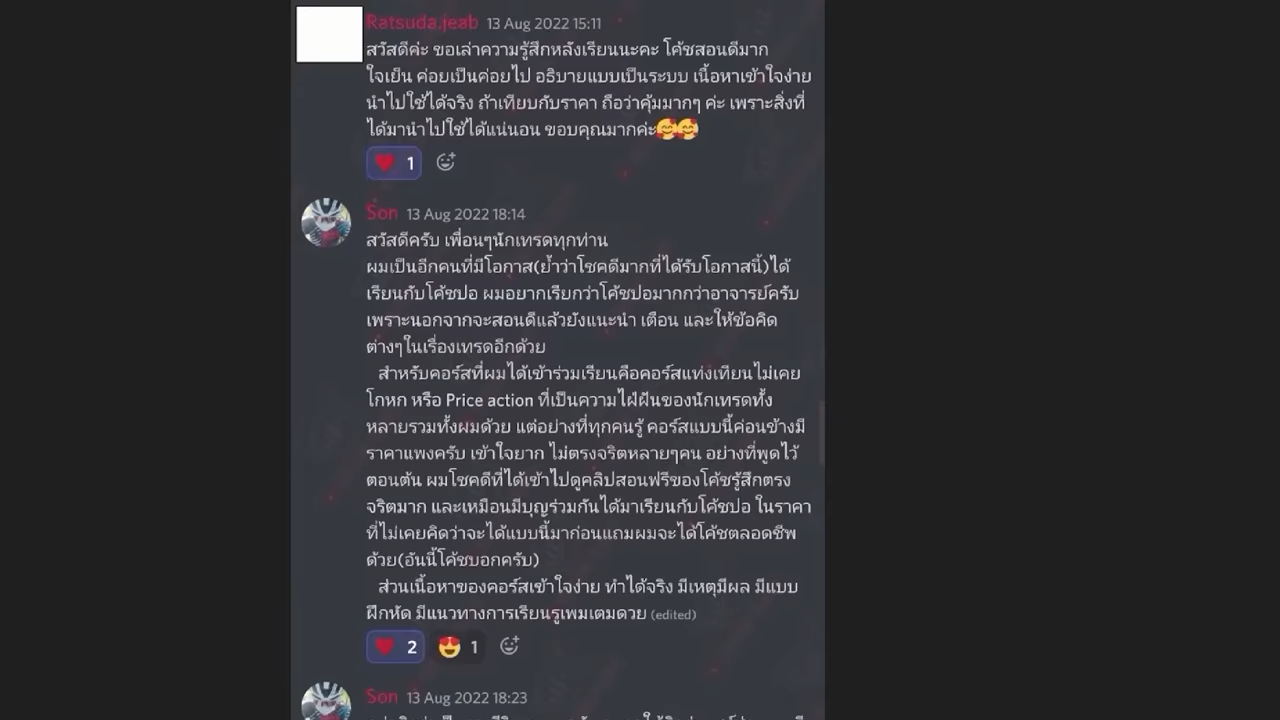 Ratsuda.jeab 13 Aug 2022 15:11
สวัสดีค่ะ ขอเล่าความรู้สึกหลังเรียนนะคะ โค้ชสอนดีมาก
ใจเย็น ค่อยเป็นค่อยไป อธิบายแบบเป็นระบบ เนื้อหาเข้าใจง่าย
นำไปใช้ได้จริง ถ้าเทียบกับราคา ถือว่าคุ้มมากๆ ค่ะ เพราะสิ่งที่
ได้มานำไปใช้ได้แน่นอน ขอบคุณมากค่ะ🥰🥰
❤️ 1
Son 13 Aug 2022 18:14
สวัสดีครับ เพื่อนๆนักเทรดทุกท่าน
ผมเป็นอีกคนที่มีโอกาส(ย้ำว่าโชคดีมากที่ได้รับโอกาสนี้)ได้
เรียนกับโค้ชปอ ผมอยากเรียกว่าโค้ชปอมากกว่าอาจารย์ครับ
เพราะนอกจากจะสอนดีแล้วยังแนะนำ เตือน และให้ข้อคิด
ต่างๆในเรื่องเทรดอีกด้วย
สำหรับคอร์สที่ผมได้เข้าร่วมเรียนคือคอร์สแท่งเทียนไม่เคย
โกหก หรือ Price action ที่เป็นความไฝ่ฝันของนักเทรดทั้ง
หลายรวมทั้งผมด้วย แต่อย่างที่ทุกคนรู้ คอร์สแบบนี้ค่อนข้างมี
ราคาแพงครับ เข้าใจยาก ไม่ตรงจริตหลายๆคน อย่างที่พูดไว้
ตอนต้น ผมโชคดีที่ได้เข้าไปดูคลิปสอนฟรีของโค้ชรู้สึกตรง
จริตมาก และเหมือนมีบุญร่วมกันได้มาเรียนกับโค้ชปอ ในราคา
ที่ไม่เคยคิดว่าจะได้แบบนี้มาก่อนแถมผมจะได้โค้ชตลอดชีพ
ด้วย(อันนี้โค้ชบอกครับ)
ส่วนเนื้อหาของคอร์สเข้าใจง่าย ทำได้จริง มีเหตุมีผล มีแบบ
ฝึกหัด มีแนวทางการเรียนรู้เพิ่มเติมด้วย (edited)
❤️ 2 😍 1
Son 13 Aug 2022 18:23